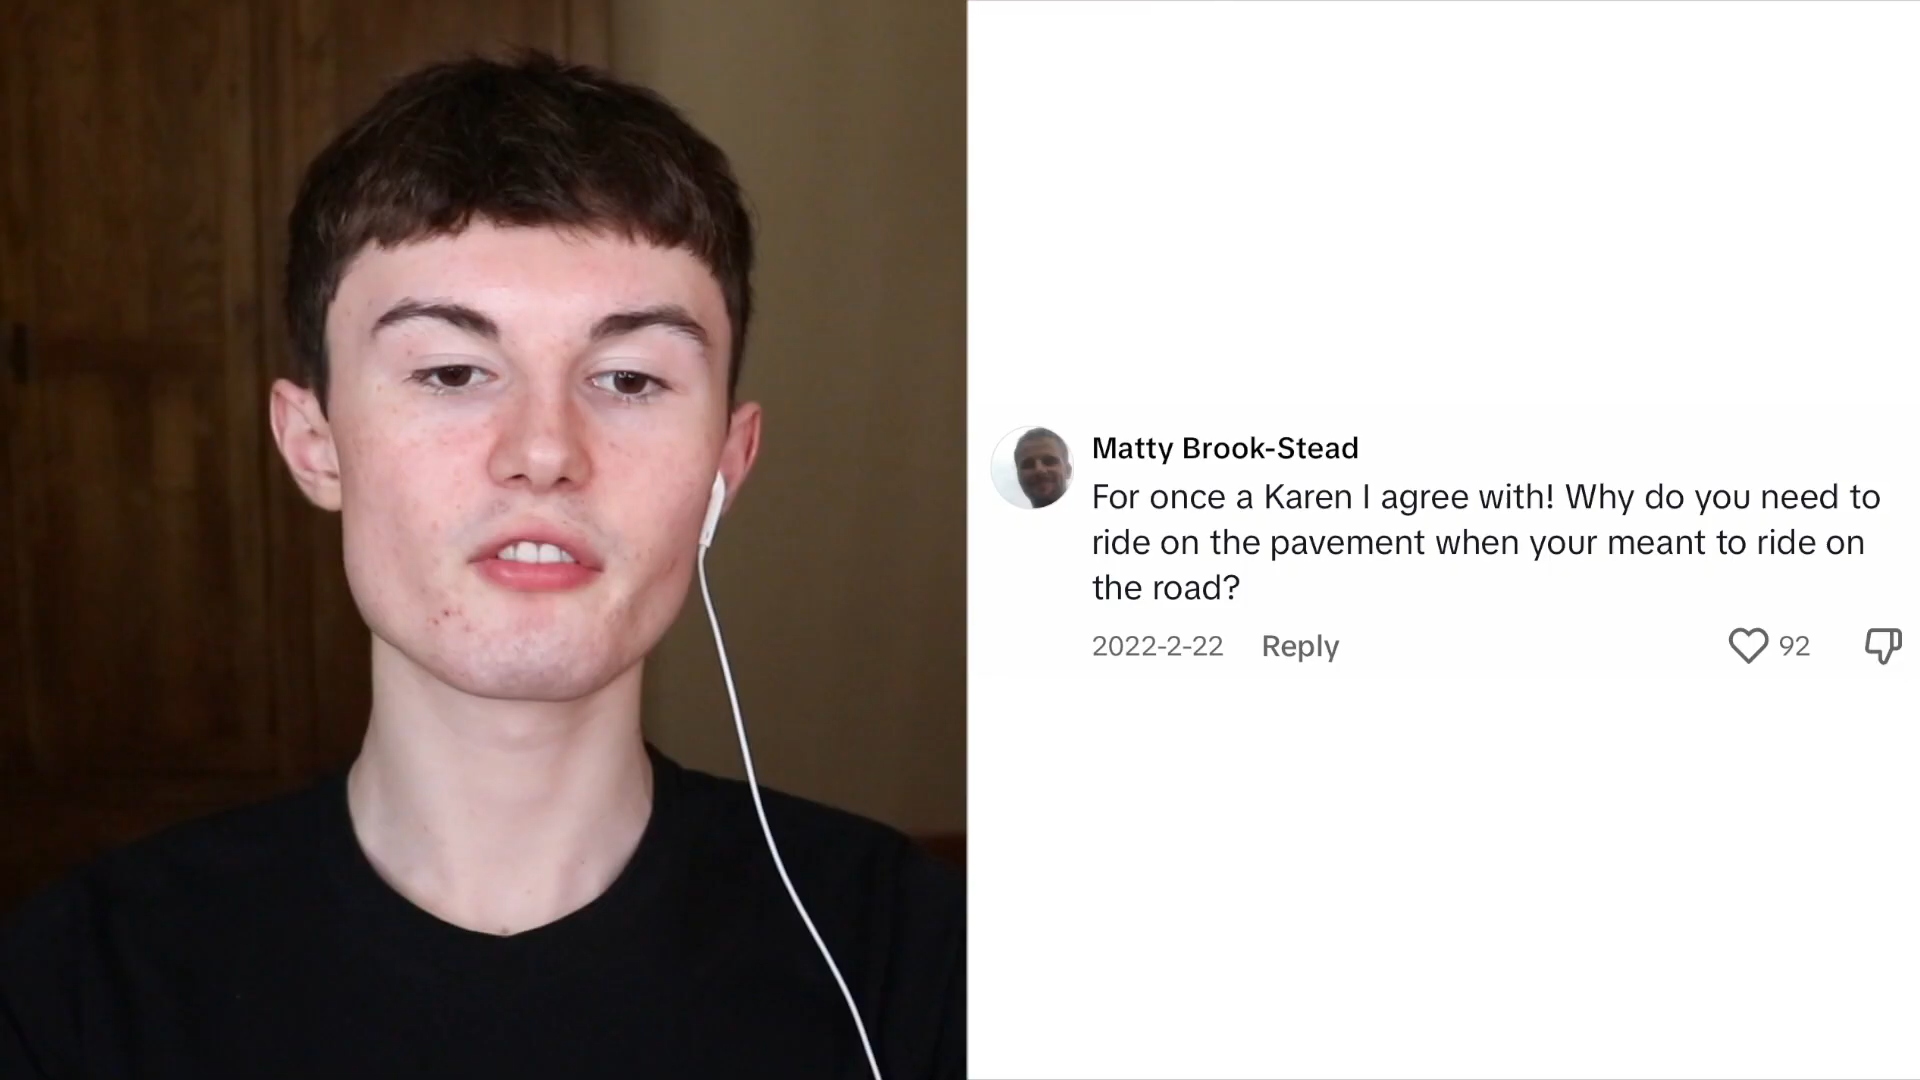 Matty Brook-Stead
For once a Karen I agree with! Why do you need to
ride on the pavement when your meant to ride on
the road?
2022-2-22 Reply 92